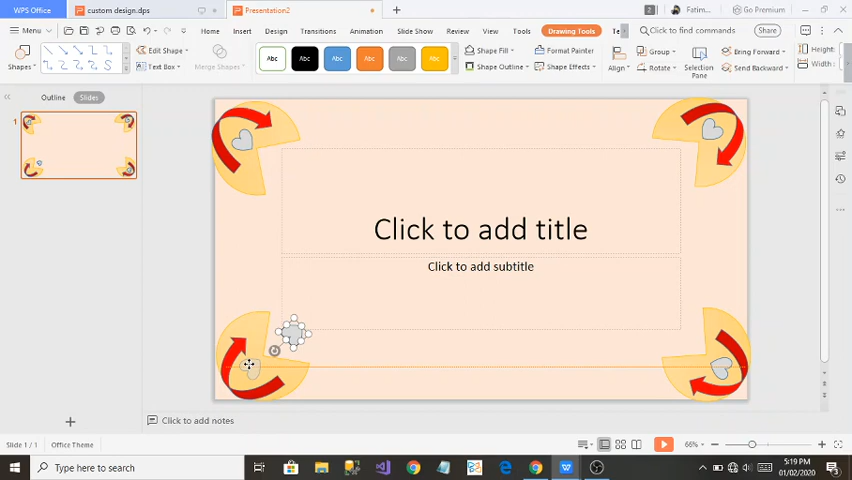 WPS Office custom design.dps Presentation2 + 2 Fatim... Go Premium
Menu Home Insert Design Transitions Animation Slide Show Review View Tools Drawing Tools Te Click to find commands Share
Edit Shape Abc Abc Abc Abc Abc Abc Shape Fill Format Painter Group Bring Forward Height:
Shapes Text Box Merge Shapes Shape Outline Shape Effects Align Rotate Selection Pane Send Backward Width:
Outline Slides
1
Click to add title
Click to add subtitle
Click to add notes
Slide 1 / 1 Office Theme 66%
Type here to search
5:19 PM
01/02/2020